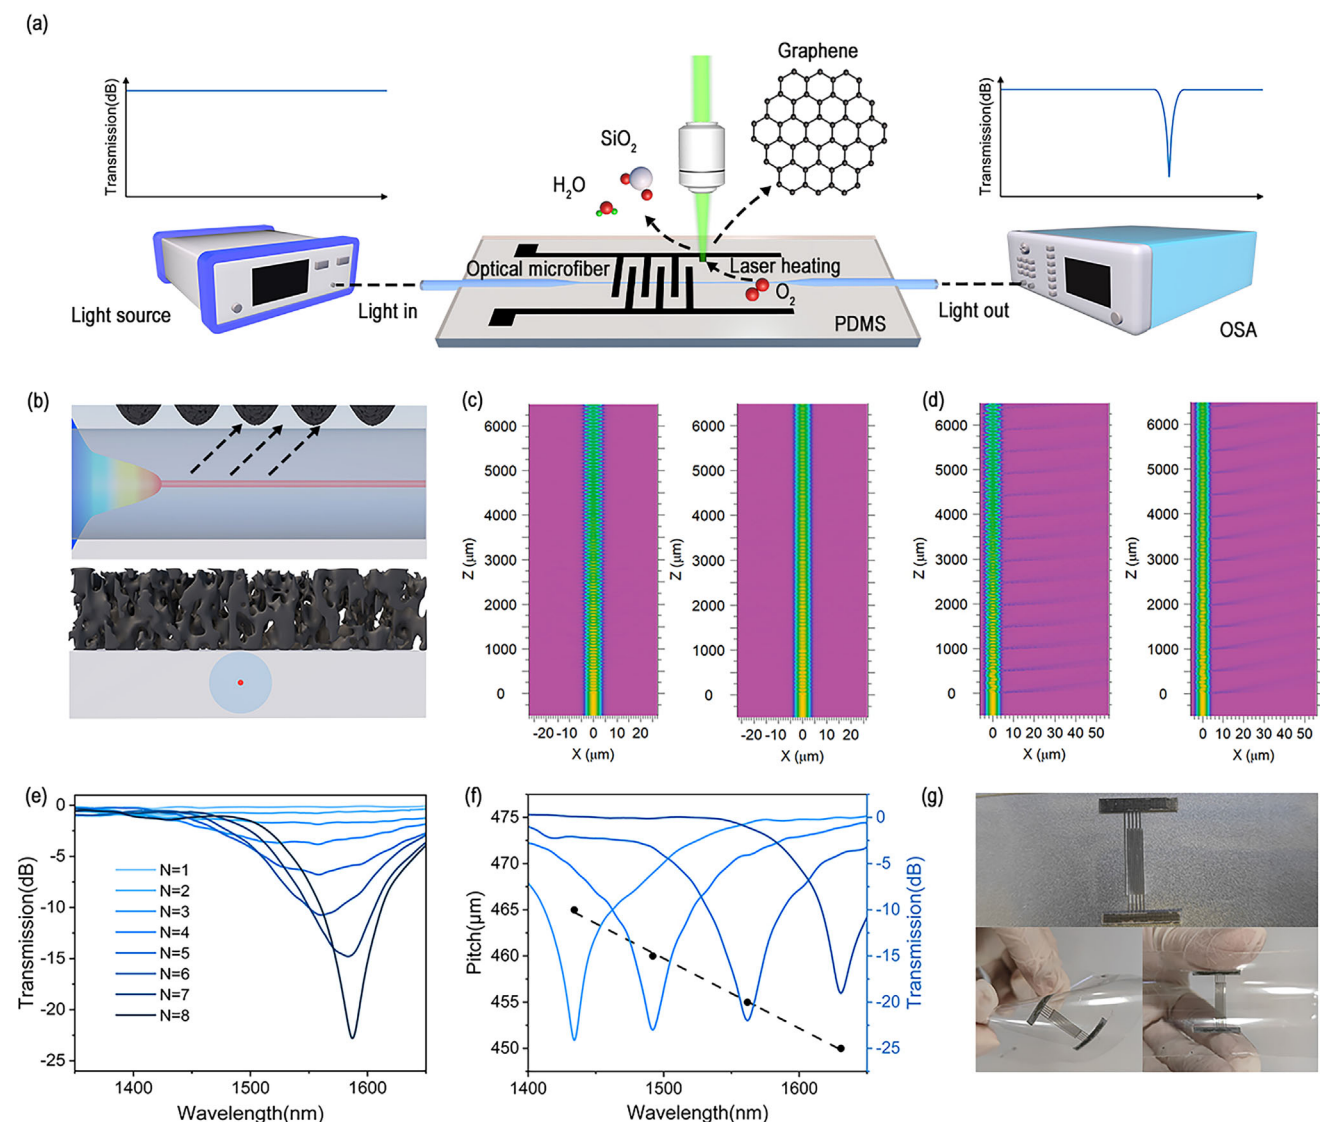 (a)
Transmission(dB)
Graphene
SiO2
H2O
Optical microfiber
Laser heating
O2
PDMS
Light source
Light in
Light out
OSA
Transmission(dB)
(b)
(c)
6000
5000
4000
3000
2000
1000
0
Z (μm)
-20 -10 0 10 20
X (μm)
6000
5000
4000
3000
2000
1000
0
Z (μm)
-20 -10 0 10 20
X (μm)
(d)
6000
5000
4000
3000
2000
1000
0
Z (μm)
0 10 20 30 40 50
X (μm)
6000
5000
4000
3000
2000
1000
0
Z (μm)
0 10 20 30 40 50
X (μm)
(e)
0
-5
-10
-15
-20
-25
Transmission(dB)
N=1
N=2
N=3
N=4
N=5
N=6
N=7
N=8
1400 1500 1600
Wavelength(nm)
(f)
475
470
465
460
455
450
Pitch(μm)
0
-5
-10
-15
-20
-25
Transmission(dB)
1400 1500 1600
Wavelength(nm)
(g)